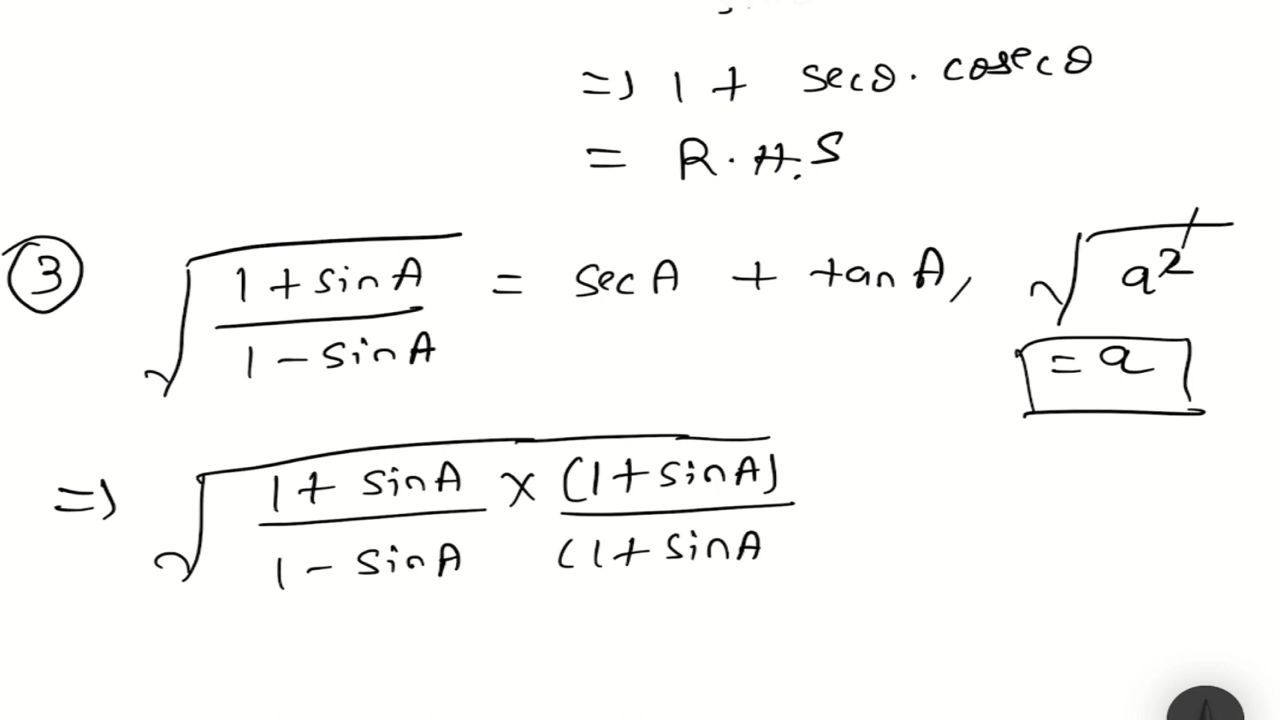 => 1 + secθ · cosecθ
= R.H.S
③ √((1+sinA)/(1-sinA)) = secA + tanA, √(a²)
= a
=> √((1+sinA)/(1-sinA) × (1+sinA)/(1+sinA